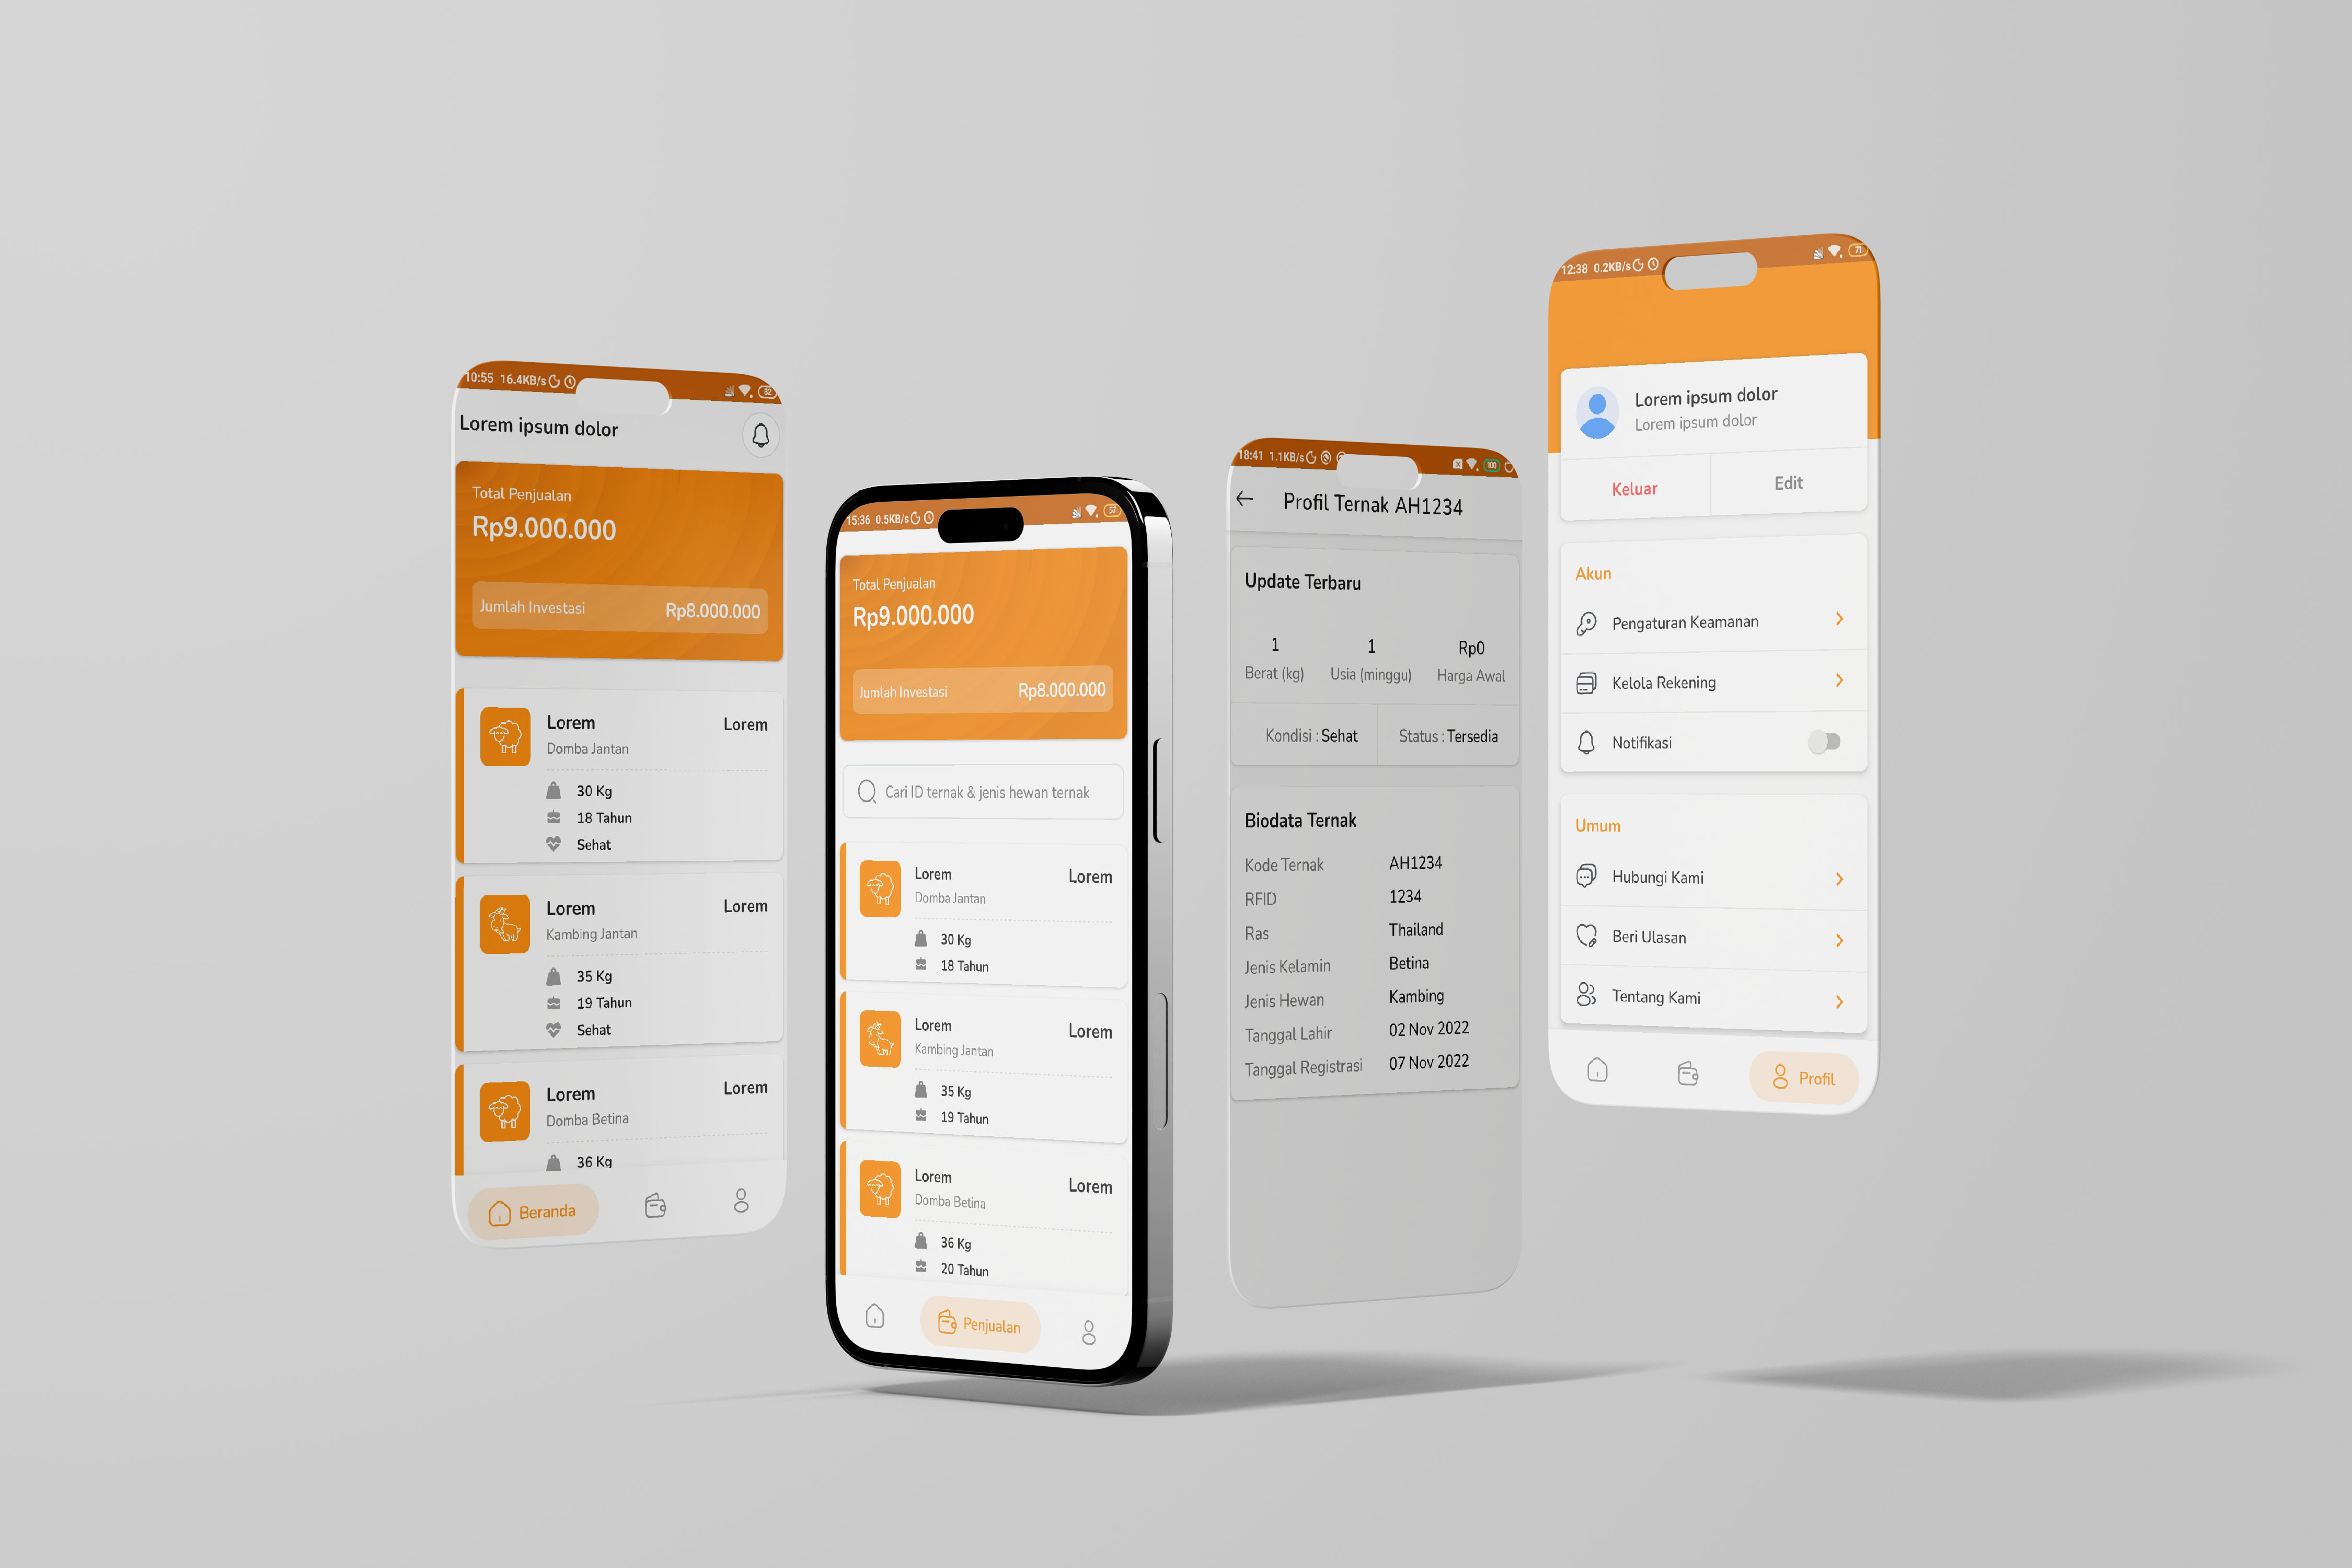 10:55 16.4KB/s
82
Lorem ipsum dolor
Total Penjualan
Rp9.000.000
Jumlah Investasi Rp8.000.000
Lorem Lorem
Domba Jantan
30 Kg
18 Tahun
Sehat
Lorem Lorem
Kambing Jantan
35 Kg
19 Tahun
Sehat
Lorem Lorem
Domba Betina
36 Kg
Beranda
15:36 0.5KB/s
57
Total Penjualan
Rp9.000.000
Jumlah Investasi Rp8.000.000
Cari ID ternak & jenis hewan ternak
Lorem Lorem
Domba Jantan
30 Kg
18 Tahun
Lorem Lorem
Kambing Jantan
35 Kg
19 Tahun
Lorem Lorem
Domba Betina
36 Kg
20 Tahun
Penjualan
18:41 1.1KB/s
100
Profil Ternak AH1234
Update Terbaru
1 1 Rp0
Berat (kg) Usia (minggu) Harga Awal
Kondisi : Sehat Status : Tersedia
Biodata Ternak
Kode Ternak AH1234
RFID 1234
Ras Thailand
Jenis Kelamin Betina
Jenis Hewan Kambing
Tanggal Lahir 02 Nov 2022
Tanggal Registrasi 07 Nov 2022
12:38 0.2KB/s
71
Lorem ipsum dolor
Lorem ipsum dolor
Keluar Edit
Akun
Pengaturan Keamanan
Kelola Rekening
Notifikasi
Umum
Hubungi Kami
Beri Ulasan
Tentang Kami
Profil